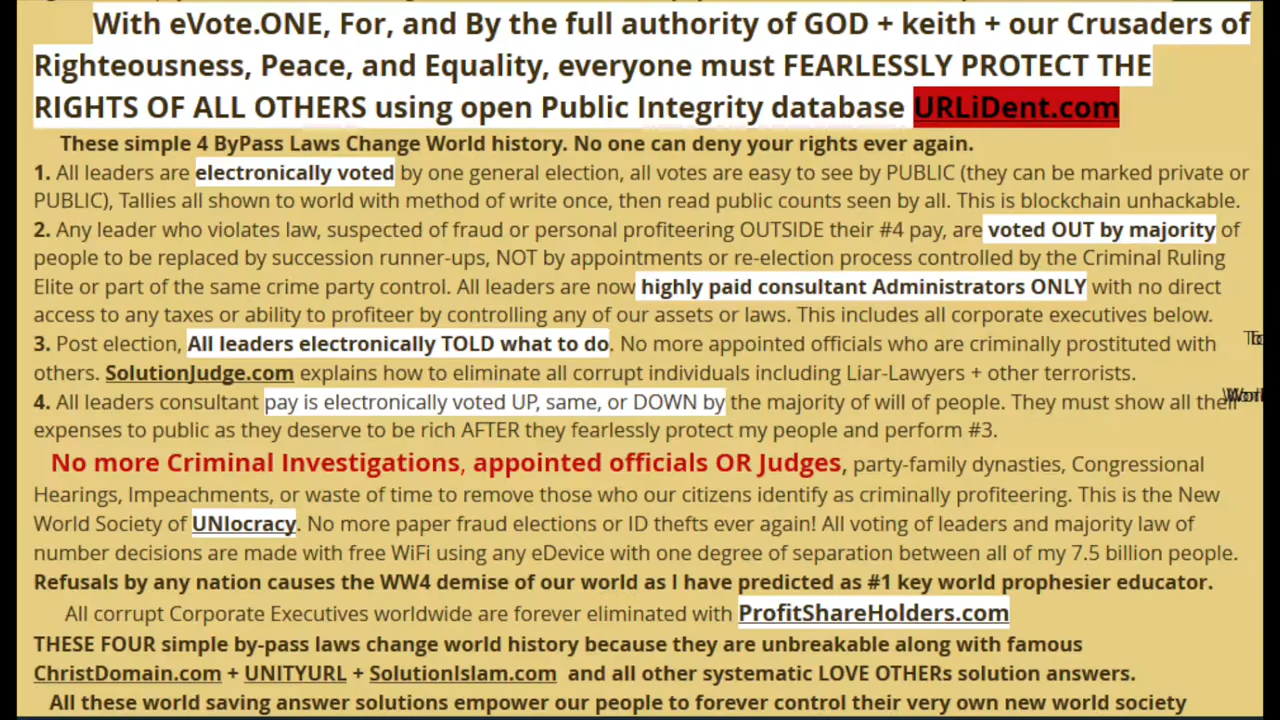 With eVote.ONE, For, and By the full authority of GOD + keith + our Crusaders of
Righteousness, Peace, and Equality, everyone must FEARLESSLY PROTECT THE
RIGHTS OF ALL OTHERS using open Public Integrity database URLiDent.com
These simple 4 ByPass Laws Change World history. No one can deny your rights ever again.
1. All leaders are electronically voted by one general election, all votes are easy to see by PUBLIC (they can be marked private or
PUBLIC), Tallies all shown to world with method of write once, then read public counts seen by all. This is blockchain unhackable.
2. Any leader who violates law, suspected of fraud or personal profiteering OUTSIDE their #4 pay, are voted OUT by majority of
people to be replaced by succession runner-ups, NOT by appointments or re-election process controlled by the Criminal Ruling
Elite or part of the same crime party control. All leaders are now highly paid consultant Administrators ONLY with no direct
access to any taxes or ability to profiteer by controlling any of our assets or laws. This includes all corporate executives below.
3. Post election, All leaders electronically TOLD what to do. No more appointed officials who are criminally prostituted with
others. SolutionJudge.com explains how to eliminate all corrupt individuals including Liar-Lawyers + other terrorists.
4. All leaders consultant pay is electronically voted UP, same, or DOWN by the majority of will of people. They must show all their
expenses to public as they deserve to be rich AFTER they fearlessly protect my people and perform #3.
No more Criminal Investigations, appointed officials OR Judges, party-family dynasties, Congressional
Hearings, Impeachments, or waste of time to remove those who our citizens identify as criminally profiteering. This is the New
World Society of UNIocracy. No more paper fraud elections or ID thefts ever again! All voting of leaders and majority law of
number decisions are made with free WiFi using any eDevice with one degree of separation between all of my 7.5 billion people.
Refusals by any nation causes the WW4 demise of our world as I have predicted as #1 key world prophesier educator.
All corrupt Corporate Executives worldwide are forever eliminated with ProfitShareHolders.com
THESE FOUR simple by-pass laws change world history because they are unbreakable along with famous
ChristDomain.com + UNITYURL + SolutionIslam.com and all other systematic LOVE OTHERs solution answers.
All these world saving answer solutions empower our people to forever control their very own new world society